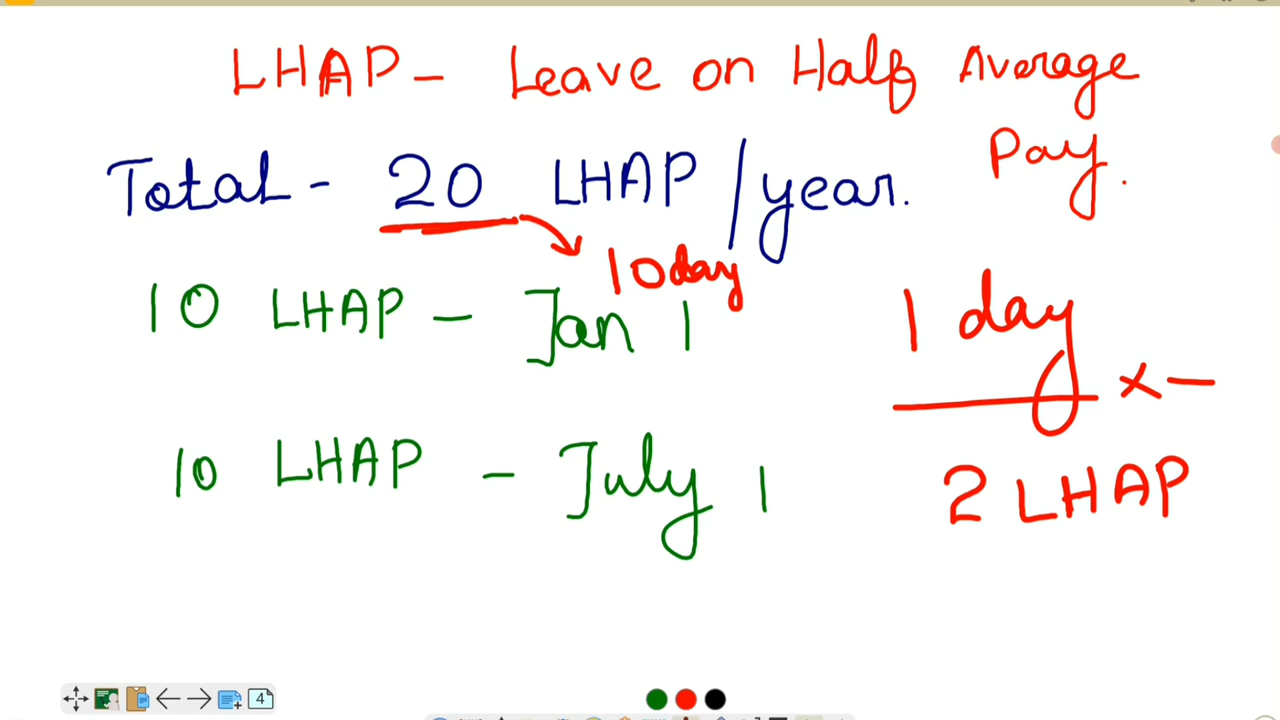 LHAP - Leave on Half Average
Pay.
Total - 20 LHAP / year.
10 day
10 LHAP - Jan 1
1 day × -
10 LHAP - July 1
2 LHAP
4